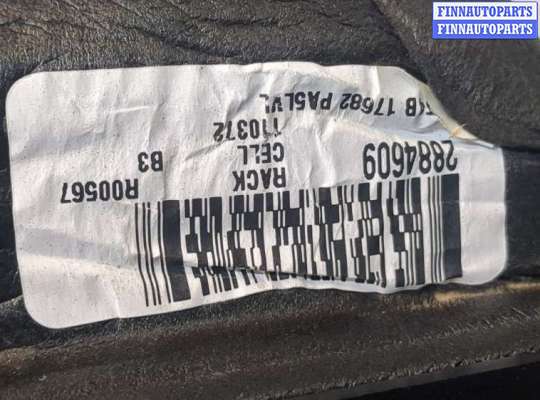 FINNAUTOPARTS
FINNAUTOPARTS
2884609
RACK
CELL
110372
B3
R00567
17682 PA5LVL